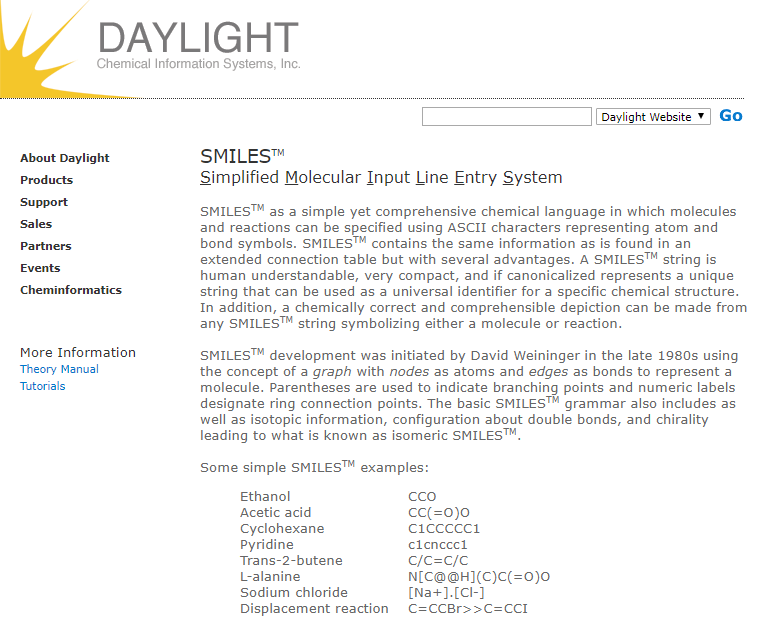 DAYLIGHT
Chemical Information Systems, Inc.
Daylight Website ▼ Go
About Daylight
Products
Support
Sales
Partners
Events
Cheminformatics
More Information
Theory Manual
Tutorials
SMILES™
Simplified Molecular Input Line Entry System
SMILES™ as a simple yet comprehensive chemical language in which molecules
and reactions can be specified using ASCII characters representing atom and
bond symbols. SMILES™ contains the same information as is found in an
extended connection table but with several advantages. A SMILES™ string is
human understandable, very compact, and if canonicalized represents a unique
string that can be used as a universal identifier for a specific chemical structure.
In addition, a chemically correct and comprehensible depiction can be made from
any SMILES™ string symbolizing either a molecule or reaction.
SMILES™ development was initiated by David Weininger in the late 1980s using
the concept of a graph with nodes as atoms and edges as bonds to represent a
molecule. Parentheses are used to indicate branching points and numeric labels
designate ring connection points. The basic SMILES™ grammar also includes as
well as isotopic information, configuration about double bonds, and chirality
leading to what is known as isomeric SMILES™.
Some simple SMILES™ examples:
Ethanol CCO
Acetic acid CC(=O)O
Cyclohexane C1CCCCC1
Pyridine c1cnccc1
Trans-2-butene C/C=C/C
L-alanine N[C@@H](C)C(=O)O
Sodium chloride [Na+].[Cl-]
Displacement reaction C=CCBr>>C=CCI